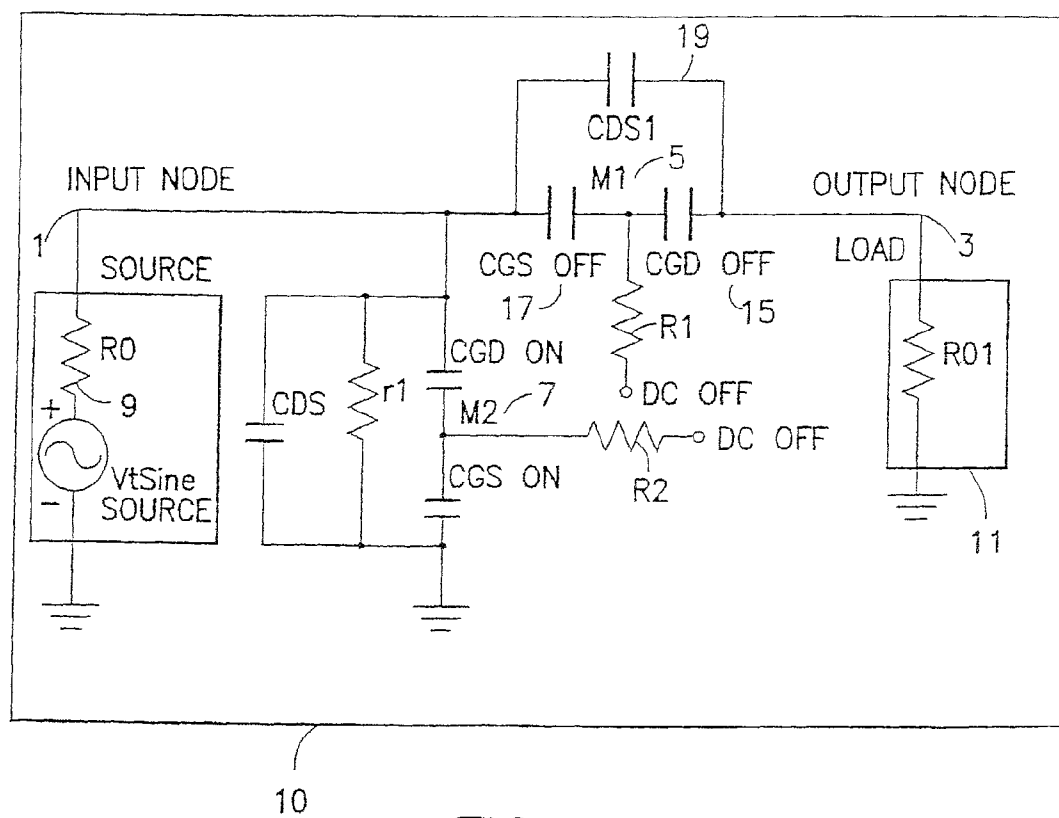 19
CDS1
M1 5
INPUT NODE
OUTPUT NODE
1
3
SOURCE
CGS OFF
CGD OFF
LOAD
17
15
R0
R1
R01
CGD ON
9
+
CDS
r1
M2 7
DC OFF
DC OFF
R2
VtSine
SOURCE
−
CGS ON
11
10